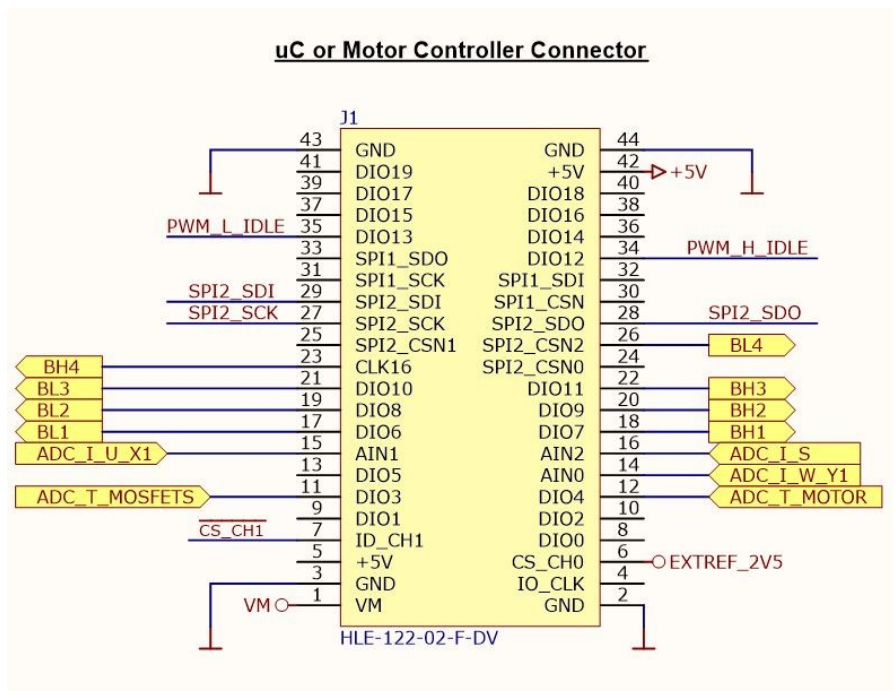 uC or Motor Controller Connector
J1
43 GND GND 44
41 DIO19 +5V 42 +5V
39 DIO17 DIO18 40
37 DIO15 DIO16 38
PWM_L_IDLE 35 DIO13 DIO14 36
33 SPI1_SDO DIO12 34 PWM_H_IDLE
31 SPI1_SCK SPI1_SDI 32
SPI2_SDI 29 SPI2_SDI SPI1_CSN 30
SPI2_SCK 27 SPI2_SCK SPI2_SDO 28 SPI2_SDO
25 SPI2_CSN1 SPI2_CSN2 26 BL4
BH4 23 CLK16 SPI2_CSN0 24
BL3 21 DIO10 DIO11 22 BH3
BL2 19 DIO8 DIO9 20 BH2
BL1 17 DIO6 DIO7 18 BH1
ADC_I_U_X1 15 AIN1 AIN2 16 ADC_I_S
13 DIO5 AIN0 14 ADC_I_W_Y1
ADC_T_MOSFETS 11 DIO3 DIO4 12 ADC_T_MOTOR
9 DIO1 DIO2 10
CS_CH1 7 ID_CH1 DIO0 8
5 +5V CS_CH0 6 EXTREF_2V5
3 GND IO_CLK 4
VM 1 VM GND 2
HLE-122-02-F-DV